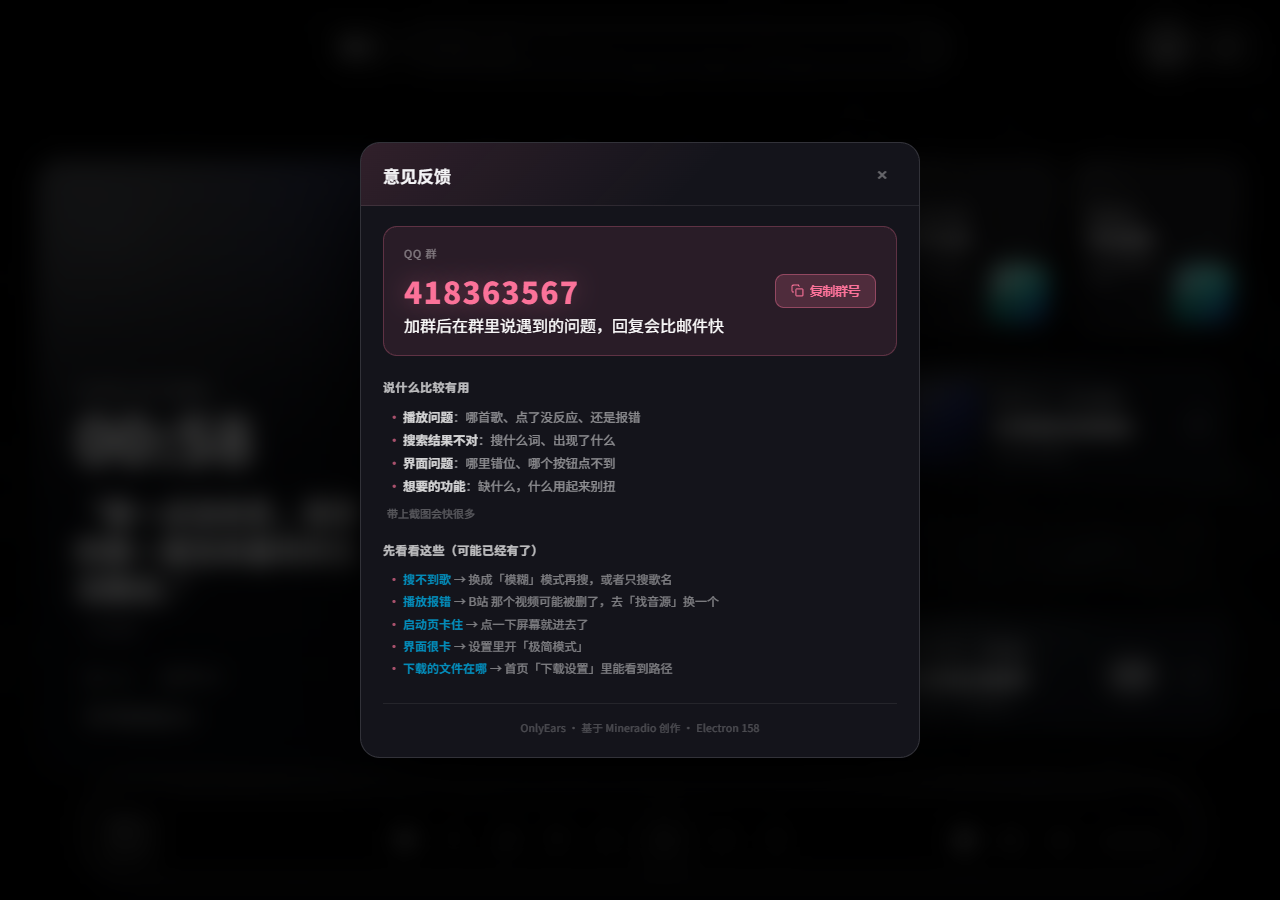 意见反馈
×
QQ 群
418363567
复制群号
加群后在群里说遇到的问题，回复会比邮件快
说什么比较有用
• 播放问题：哪首歌、点了没反应、还是报错
• 搜索结果不对：搜什么词、出现了什么
• 界面问题：哪里错位、哪个按钮点不到
• 想要的功能：缺什么，什么用起来别扭
带上截图会快很多
先看看这些（可能已经有了）
• 搜不到歌 → 换成「模糊」模式再搜，或者只搜歌名
• 播放报错 → B站 那个视频可能被删了，去「找音源」换一个
• 启动页卡住 → 点一下屏幕就进去了
• 界面很卡 → 设置里开「极简模式」
• 下载的文件在哪 → 首页「下载设置」里能看到路径
OnlyEars · 基于 Mineradio 创作 · Electron 158